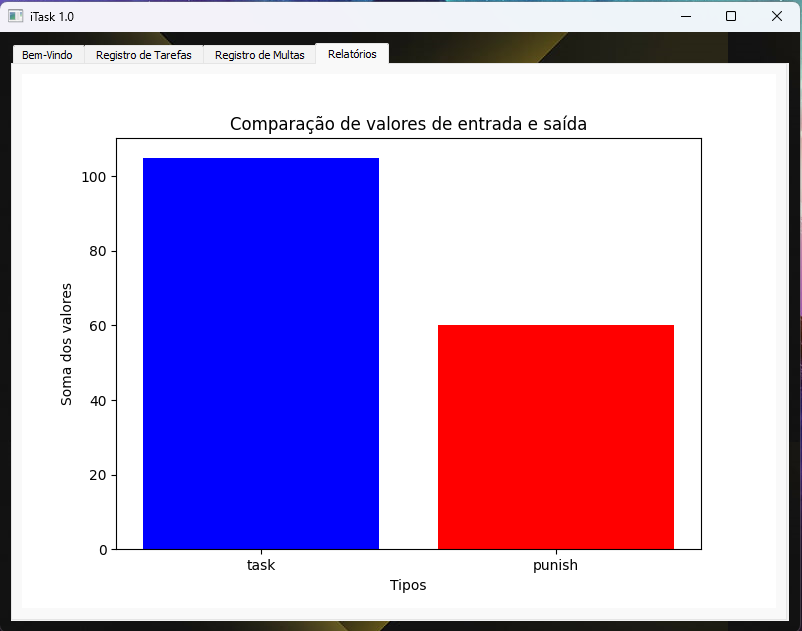 iTask 1.0
Bem-Vindo Registro de Tarefas Registro de Multas Relatórios
Comparação de valores de entrada e saída
Soma dos valores
100
80
60
40
20
0
task punish
Tipos